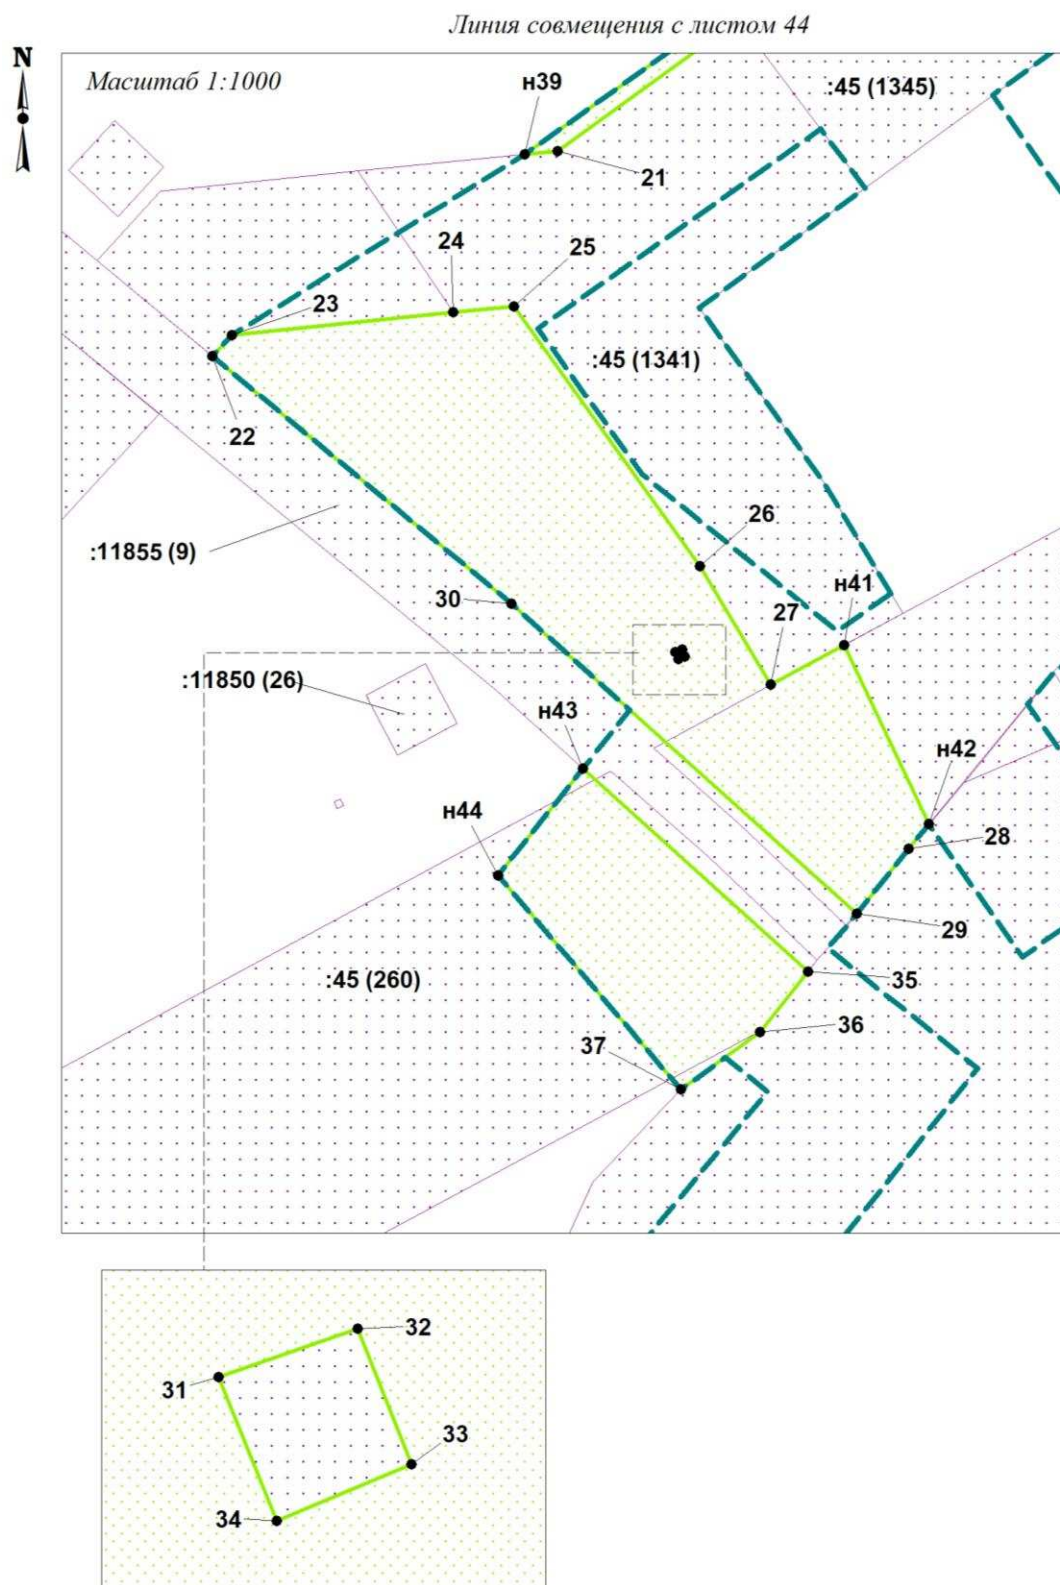 Линия совмещения с листом 44
N
Масштаб 1:1000
н39
:45 (1345)
21
24
25
23
:45 (1341)
22
26
:11855 (9)
н41
30
27
:11850 (26)
н43
н42
н44
28
29
:45 (260)
35
36
37
32
31
33
34